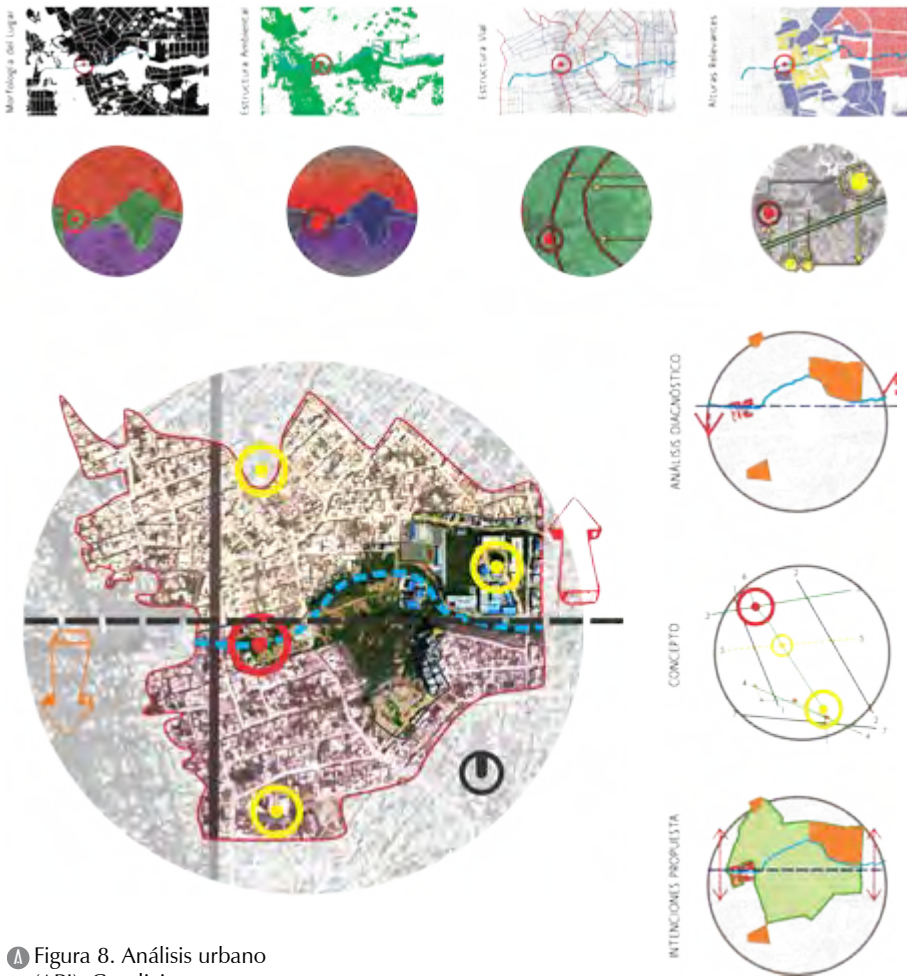 Morfología del Lugar
Estructura Ambiental
Estructura Vial
Alturas Relevantes
ANÁLISIS DIAGNÓSTICO
CONCEPTO
INTENCIONES PROPUESTA
Figura 8. Análisis urbano